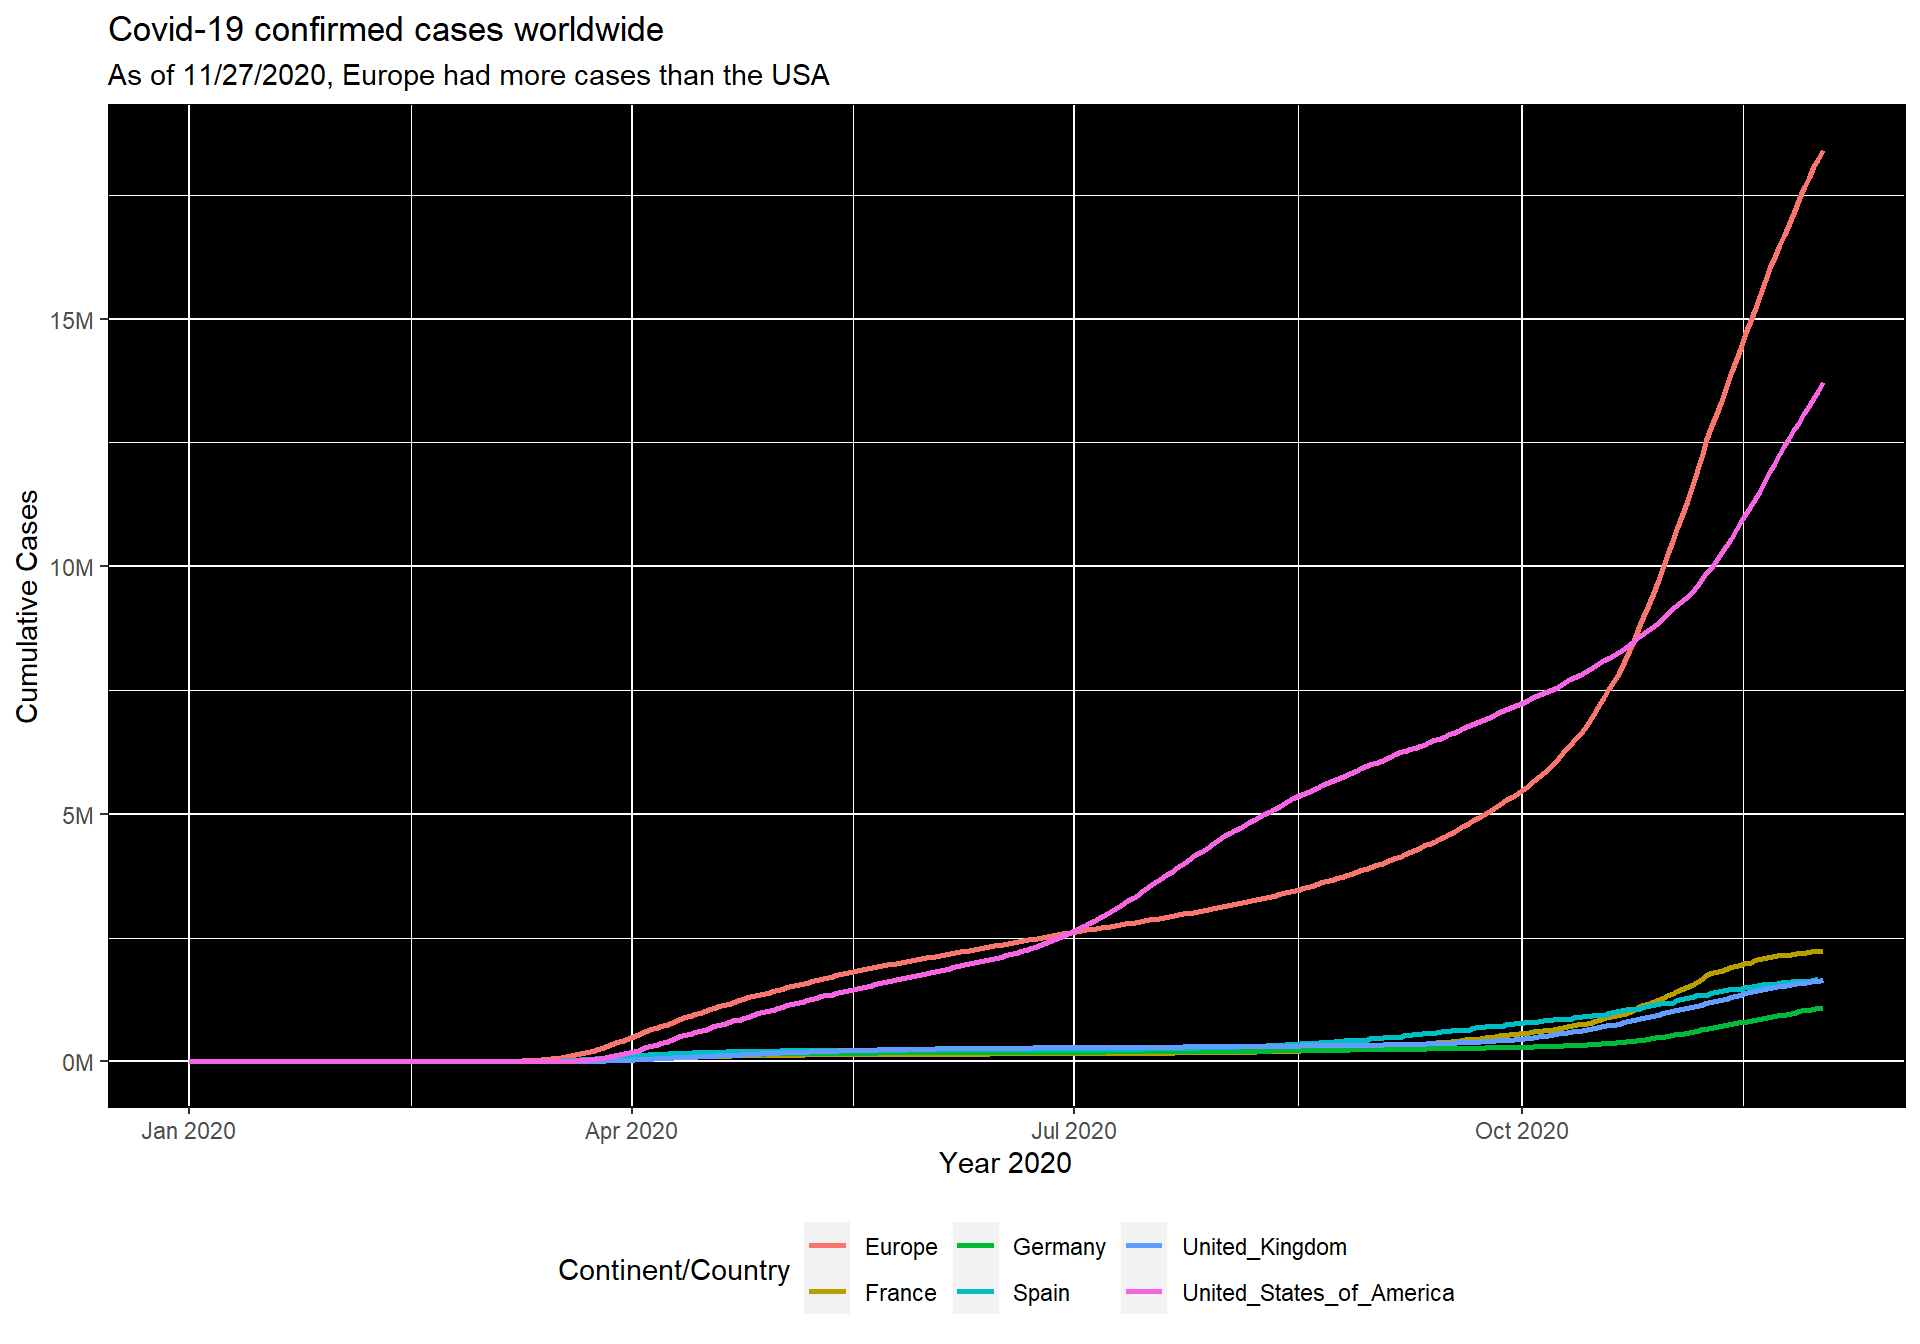 Covid-19 confirmed cases worldwide
As of 11/27/2020, Europe had more cases than the USA
Cumulative Cases
15M
10M
5M
0M
Jan 2020 Apr 2020 Jul 2020 Oct 2020
Year 2020
Continent/Country
Europe Germany United_Kingdom
France Spain United_States_of_America